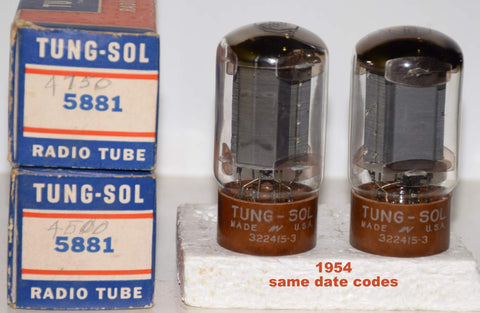 TUNG-SOL
4750
5881
RADIO TUBE
TUNG-SOL
4500
5881
RADIO TUBE
TUNG-SOL
MADE IN U.S.A.
322415-3
TUNG-SOL
MADE IN U.S.A.
322415-3
1954
same date codes